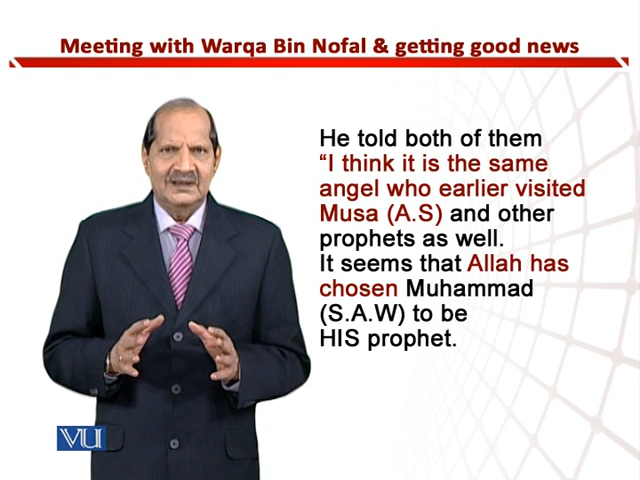 Meeting with Warqa Bin Nofal & getting good news
He told both of them
“I think it is the same
angel who earlier visited
Musa (A.S) and other
prophets as well.
It seems that Allah has
chosen Muhammad
(S.A.W) to be
HIS prophet.
VU